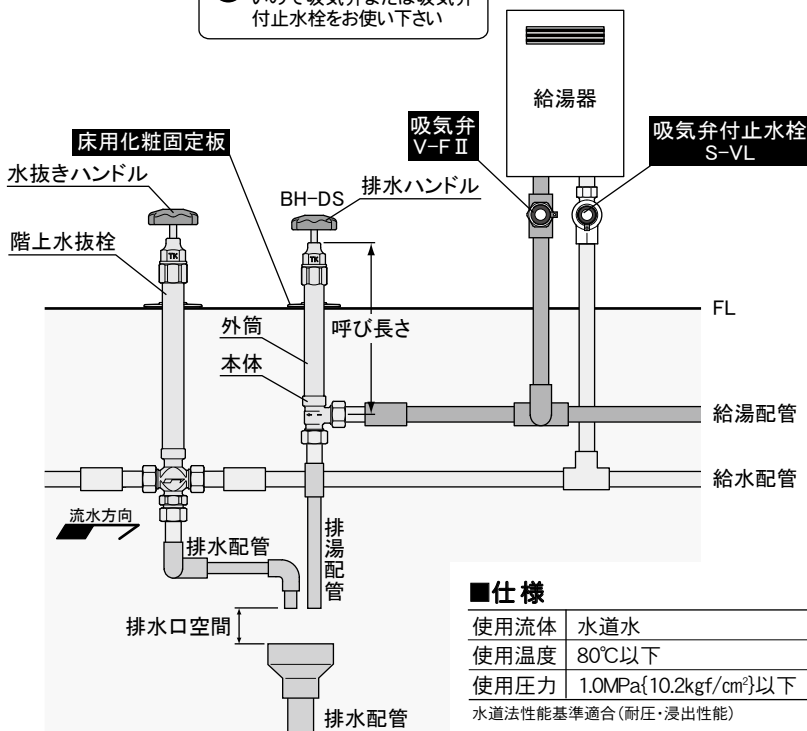 いので吸気弁または吸気弁
付止水栓をお使い下さい
給湯器
吸気弁
V-FⅡ
吸気弁付止水栓
S-VL
床用化粧固定板
水抜きハンドル
BH-DS
排水ハンドル
階上水抜栓
TK
TK
FL
外筒
呼び長さ
本体
給湯配管
給水配管
流水方向
排水配管
排湯配管
排水口空間
排水配管
■仕様
使用流体 水道水
使用温度 80℃以下
使用圧力 1.0MPa{10.2kgf/cm²}以下
水道法性能基準適合(耐圧・浸出性能)